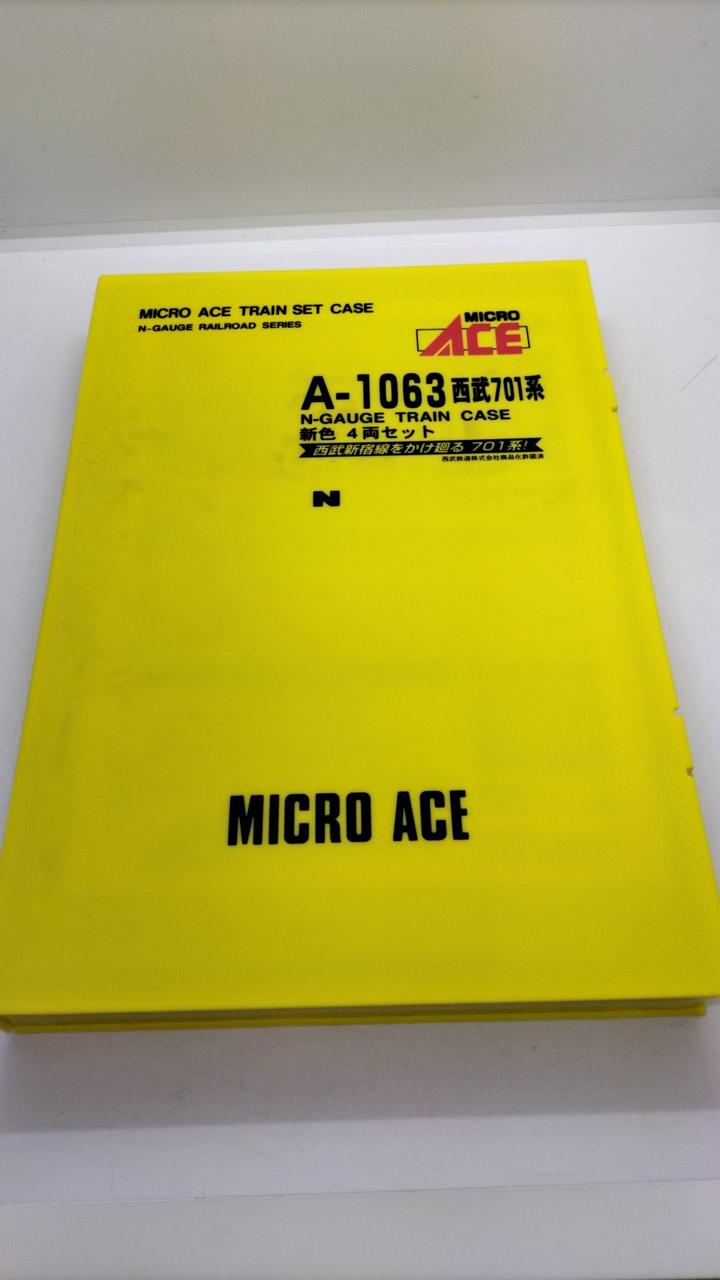 MICRO ACE TRAIN SET CASE
N-GAUGE RAILROAD SERIES
MICRO
ACE
A-1063 西武701系
N-GAUGE TRAIN CASE
新色 4両セット
西武新宿線をかけ廻る 701系!
西武鉄道株式会社商品化許諾済
N
MICRO ACE